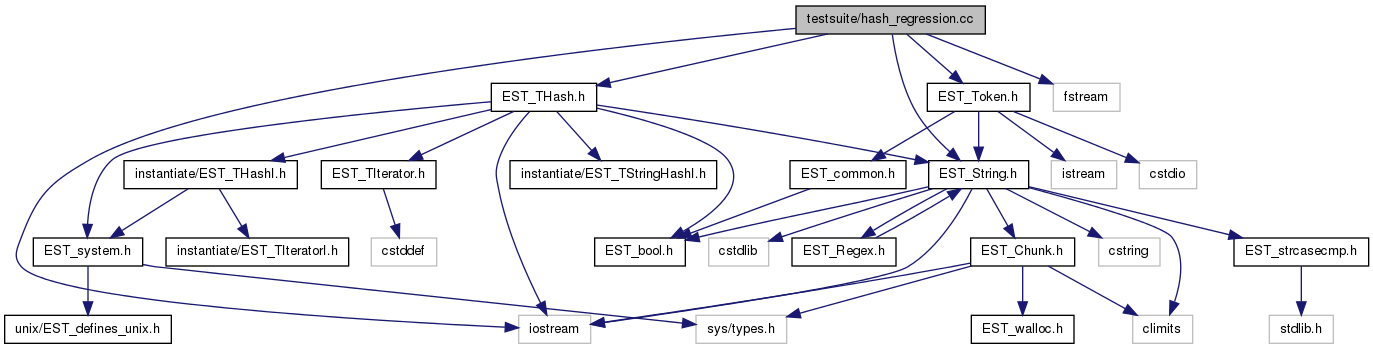 testsuite/hash_regression.cc
EST_THash.h
EST_Token.h
fstream
instantiate/EST_THashI.h
EST_TIterator.h
instantiate/EST_TStringHashI.h
EST_common.h
EST_String.h
istream
cstdio
EST_system.h
instantiate/EST_TIteratorI.h
cstddef
EST_bool.h
cstdlib
EST_Regex.h
EST_Chunk.h
cstring
EST_strcasecmp.h
unix/EST_defines_unix.h
iostream
sys/types.h
EST_walloc.h
climits
stdlib.h